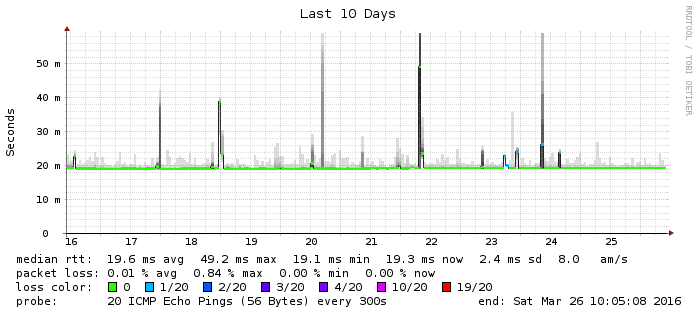 Last 10 Days
RRDTOOL / TOBI OETIKER
Seconds
50 m
40 m
30 m
20 m
10 m
0
16 17 18 19 20 21 22 23 24 25
median rtt: 19.6 ms avg 49.2 ms max 19.1 ms min 19.3 ms now 2.4 ms sd 8.0 am/s
packet loss: 0.01 % avg 0.84 % max 0.00 % min 0.00 % now
loss color: 0 1/20 2/20 3/20 4/20 10/20 19/20
probe: 20 ICMP Echo Pings (56 Bytes) every 300s end: Sat Mar 26 10:05:08 2016